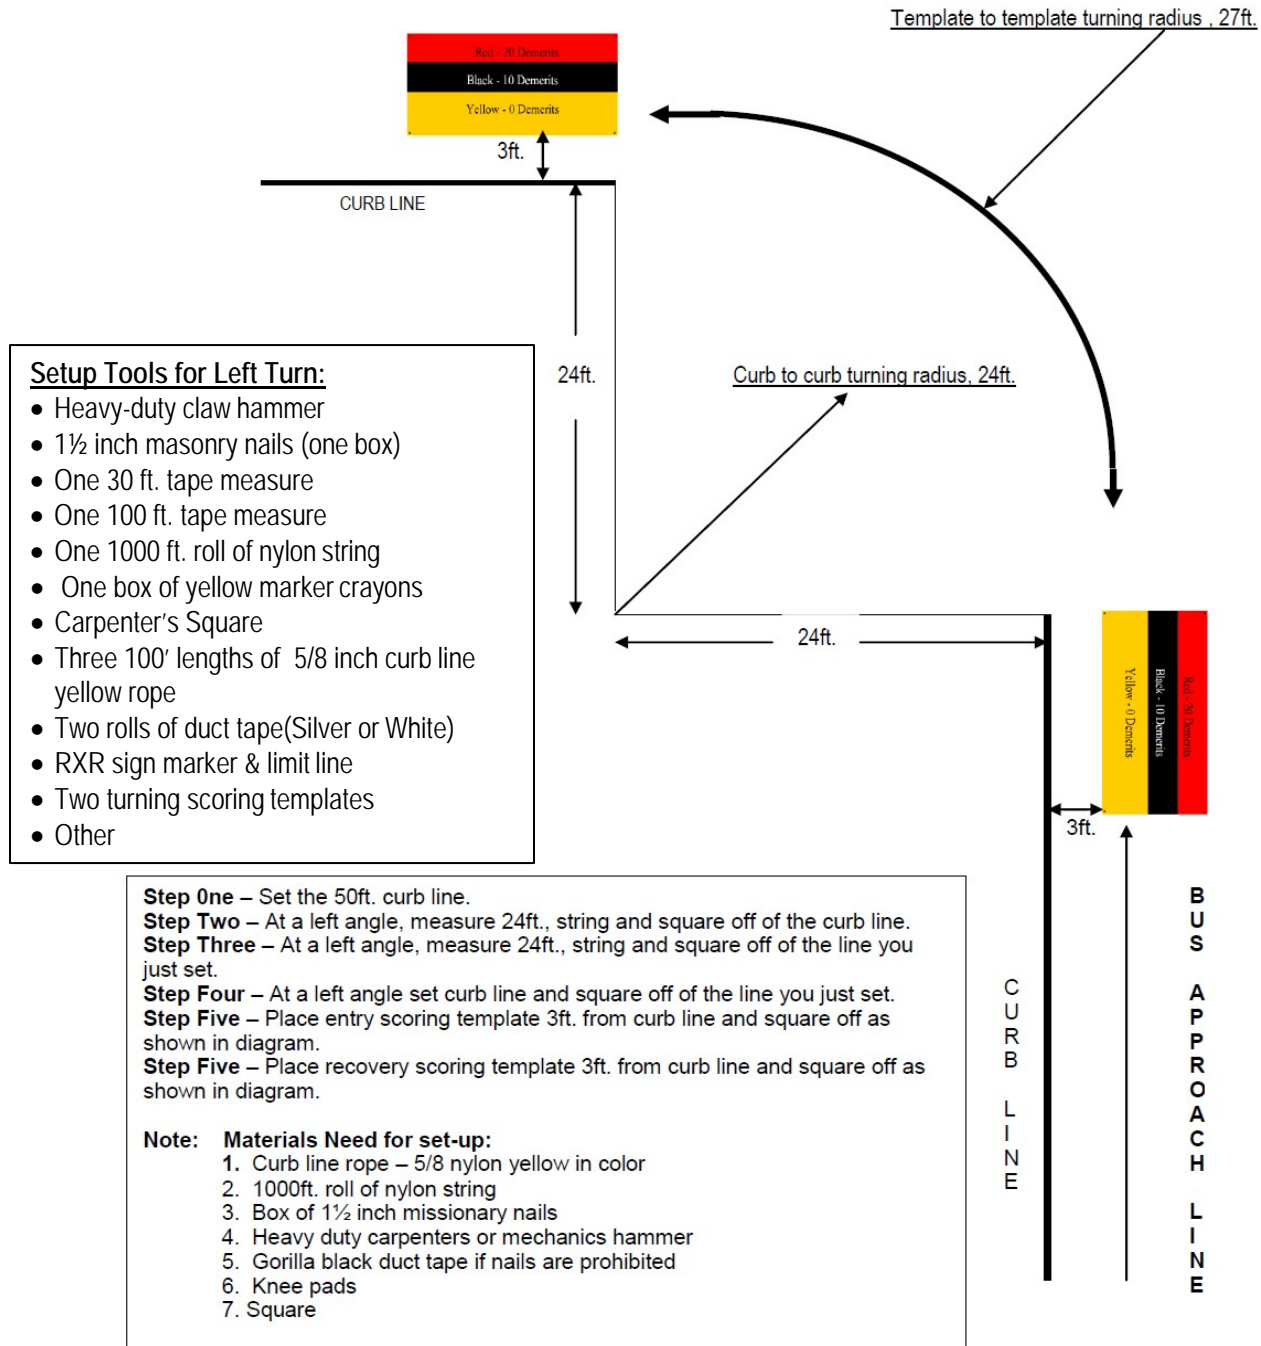 Template to template turning radius , 27ft.
Red - 20 Demerits
Black - 10 Demerits
Yellow - 0 Demerits
3ft.
CURB LINE
24ft.
Curb to curb turning radius, 24ft.
Setup Tools for Left Turn:
• Heavy-duty claw hammer
• 1½ inch masonry nails (one box)
• One 30 ft. tape measure
• One 100 ft. tape measure
• One 1000 ft. roll of nylon string
• One box of yellow marker crayons
• Carpenter's Square
• Three 100' lengths of 5/8 inch curb line
yellow rope
• Two rolls of duct tape(Silver or White)
• RXR sign marker & limit line
• Two turning scoring templates
• Other
24ft.
Yellow - 0 Demerits
Black - 10 Demerits
Red - 20 Demerits
3ft.
Step 0ne – Set the 50ft. curb line.
Step Two – At a left angle, measure 24ft., string and square off of the curb line.
Step Three – At a left angle, measure 24ft., string and square off of the line you
just set.
Step Four – At a left angle set curb line and square off of the line you just set.
Step Five – Place entry scoring template 3ft. from curb line and square off as
shown in diagram.
Step Five – Place recovery scoring template 3ft. from curb line and square off as
shown in diagram.
Note: Materials Need for set-up:
1. Curb line rope – 5/8 nylon yellow in color
2. 1000ft. roll of nylon string
3. Box of 1½ inch missionary nails
4. Heavy duty carpenters or mechanics hammer
5. Gorilla black duct tape if nails are prohibited
6. Knee pads
7. Square
CURB LINE
BUS APPROACH LINE